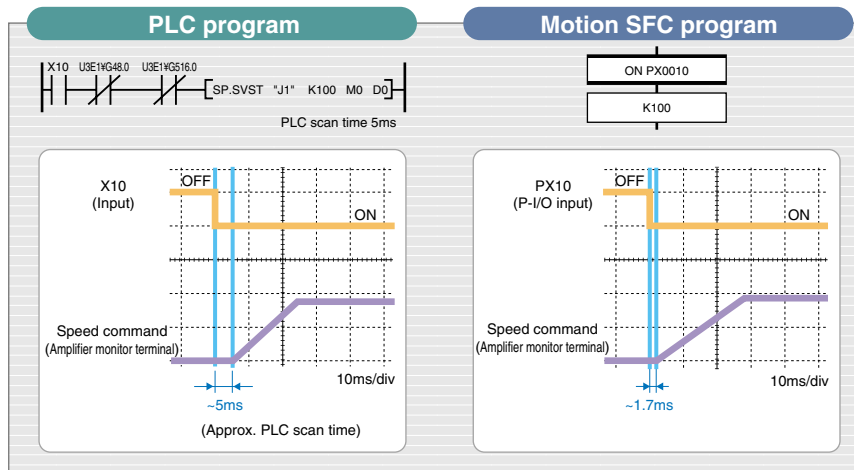 PLC program
X10 U3E1¥G48.0 U3E1¥G516.0
SP.SVST "J1" K100 M0 D0
PLC scan time 5ms
X10
(Input)
OFF
ON
Speed command
(Amplifier monitor terminal)
10ms/div
~5ms
(Approx. PLC scan time)
Motion SFC program
ON PX0010
K100
PX10
(P-I/O input)
OFF
ON
Speed command
(Amplifier monitor terminal)
10ms/div
~1.7ms